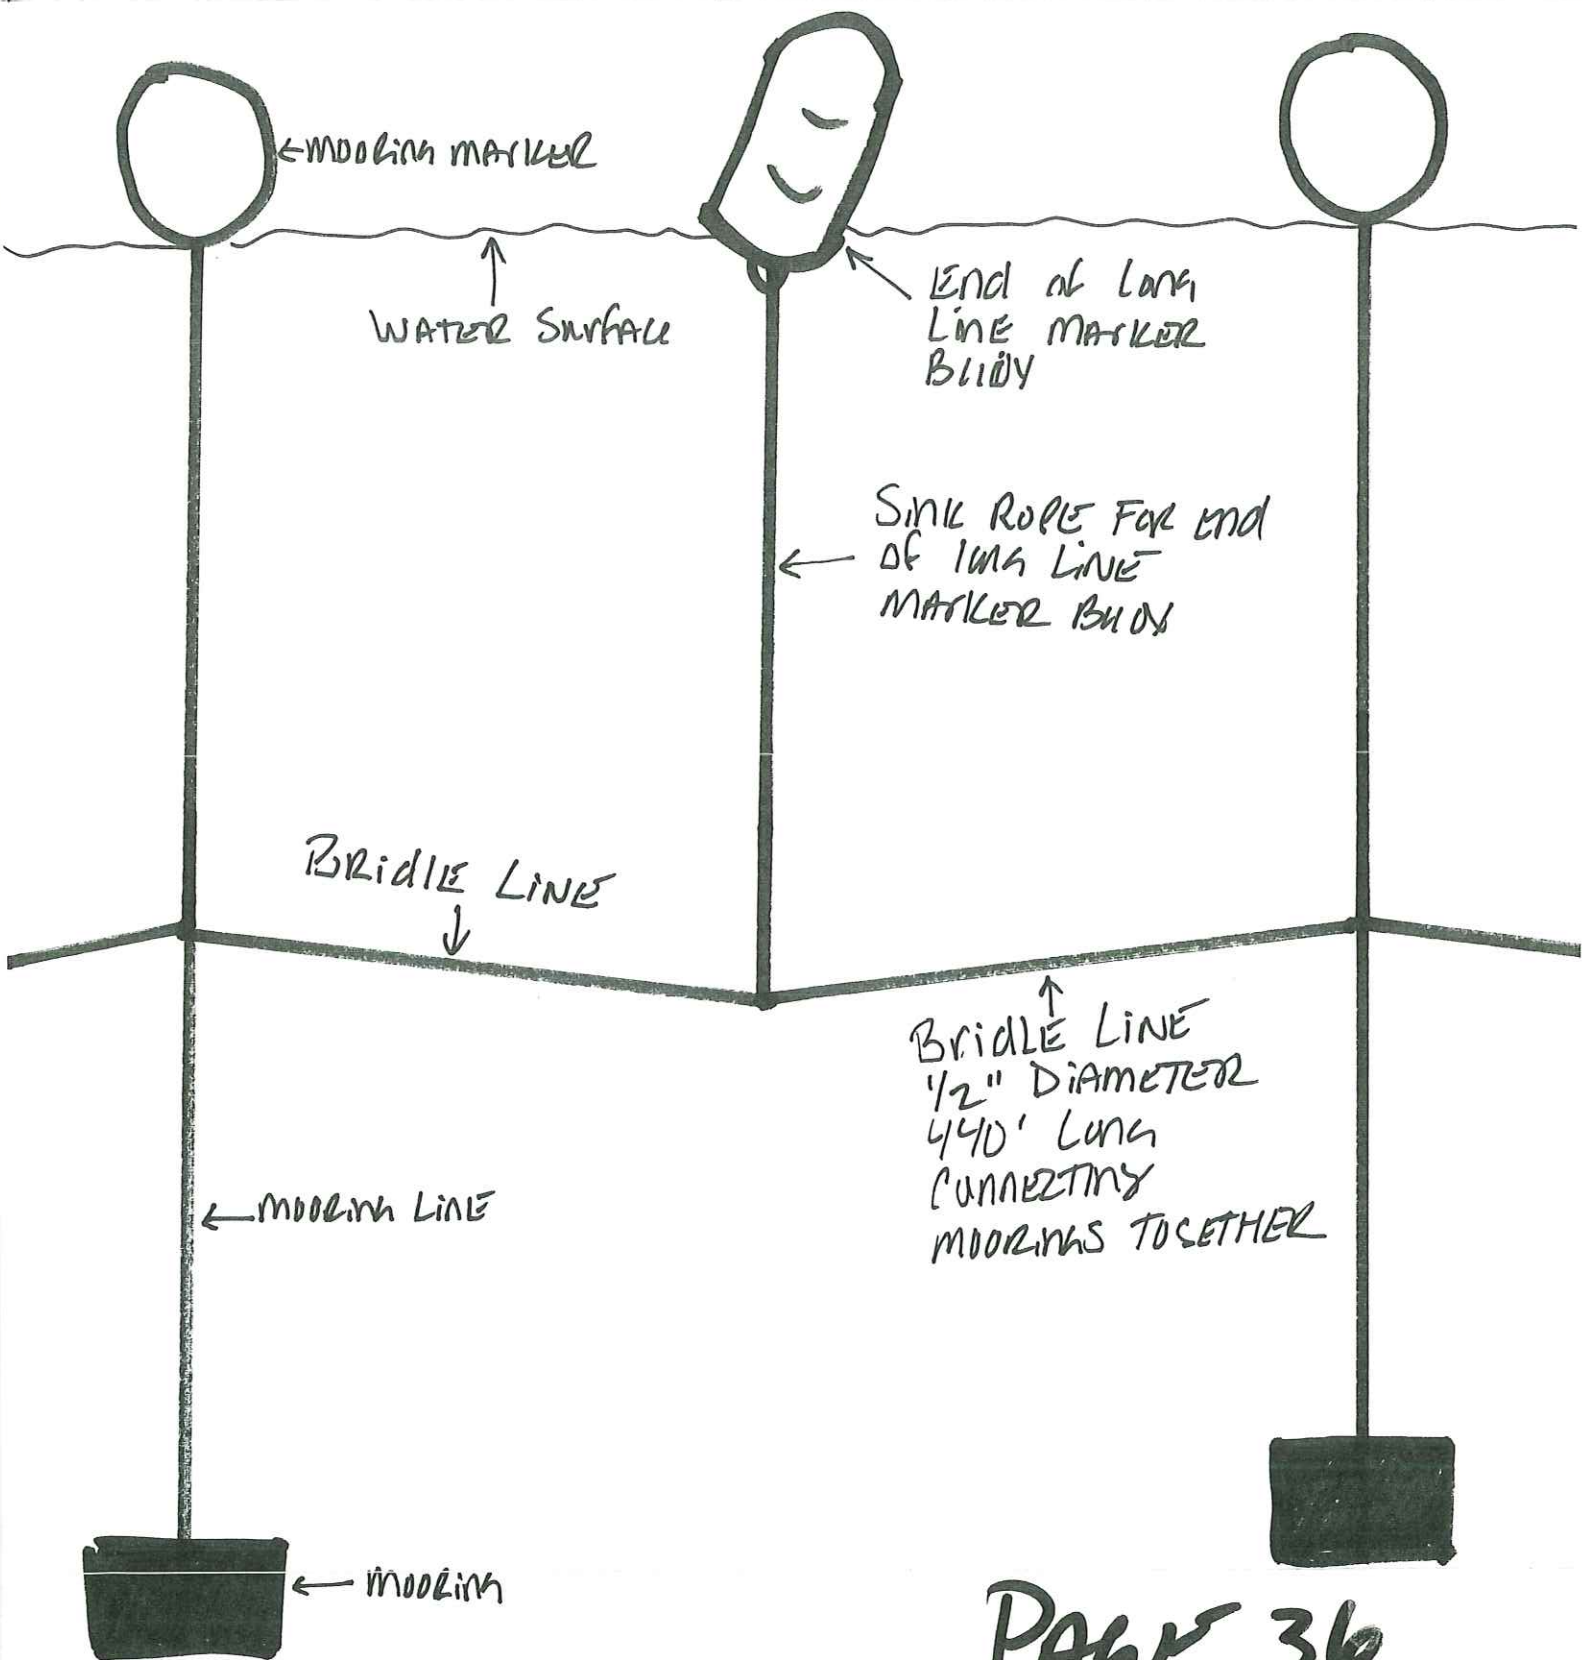 ←MOORING MARKER
WATER SURFACE
End of Long
LINE MARKER
BUOY
SINK ROPE FOR END
OF long LINE
MARKER BUOY
BRIDLE LINE
BridLE LINE
1/2" DIAMETER
440' Long
CONNECTING
MOORINGS TOGETHER
←MOORING LINE
←MOORING
PAGE 36